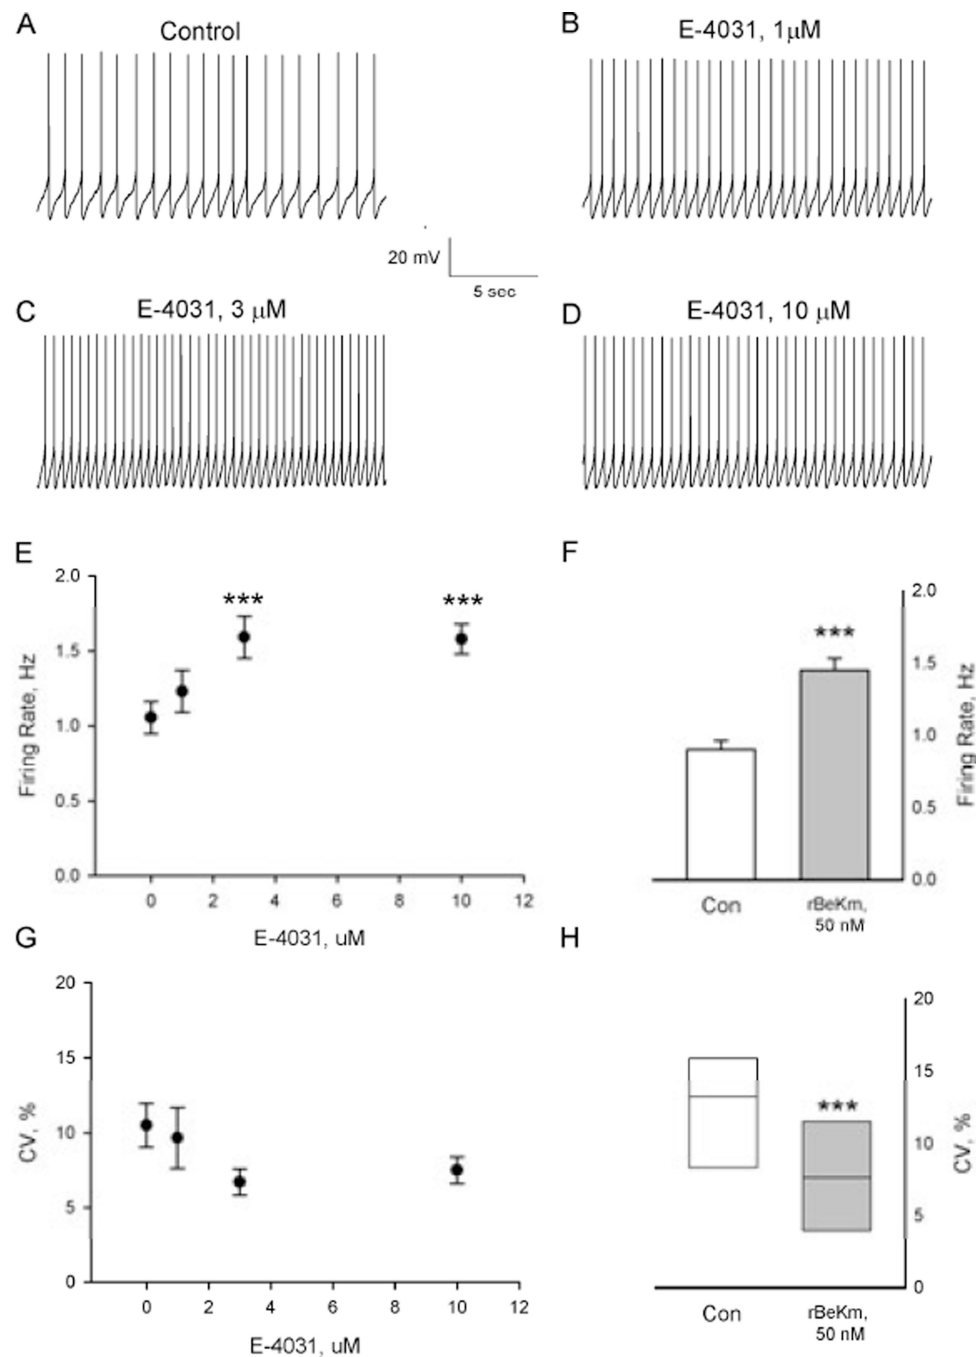 A
Control
B
E-4031, 1μM
20 mV
5 sec
C
E-4031, 3 μM
D
E-4031, 10 μM
E
2.0
1.5
1.0
0.5
0.0
Firing Rate, Hz
***
***
0 2 4 6 8 10 12
E-4031, uM
F
2.0
1.5
1.0
0.5
0.0
Firing Rate, Hz
***
Con
rBeKm,
50 nM
G
20
15
10
5
0
CV, %
0 2 4 6 8 10 12
E-4031, uM
H
20
15
10
5
0
CV, %
***
Con
rBeKm,
50 nM